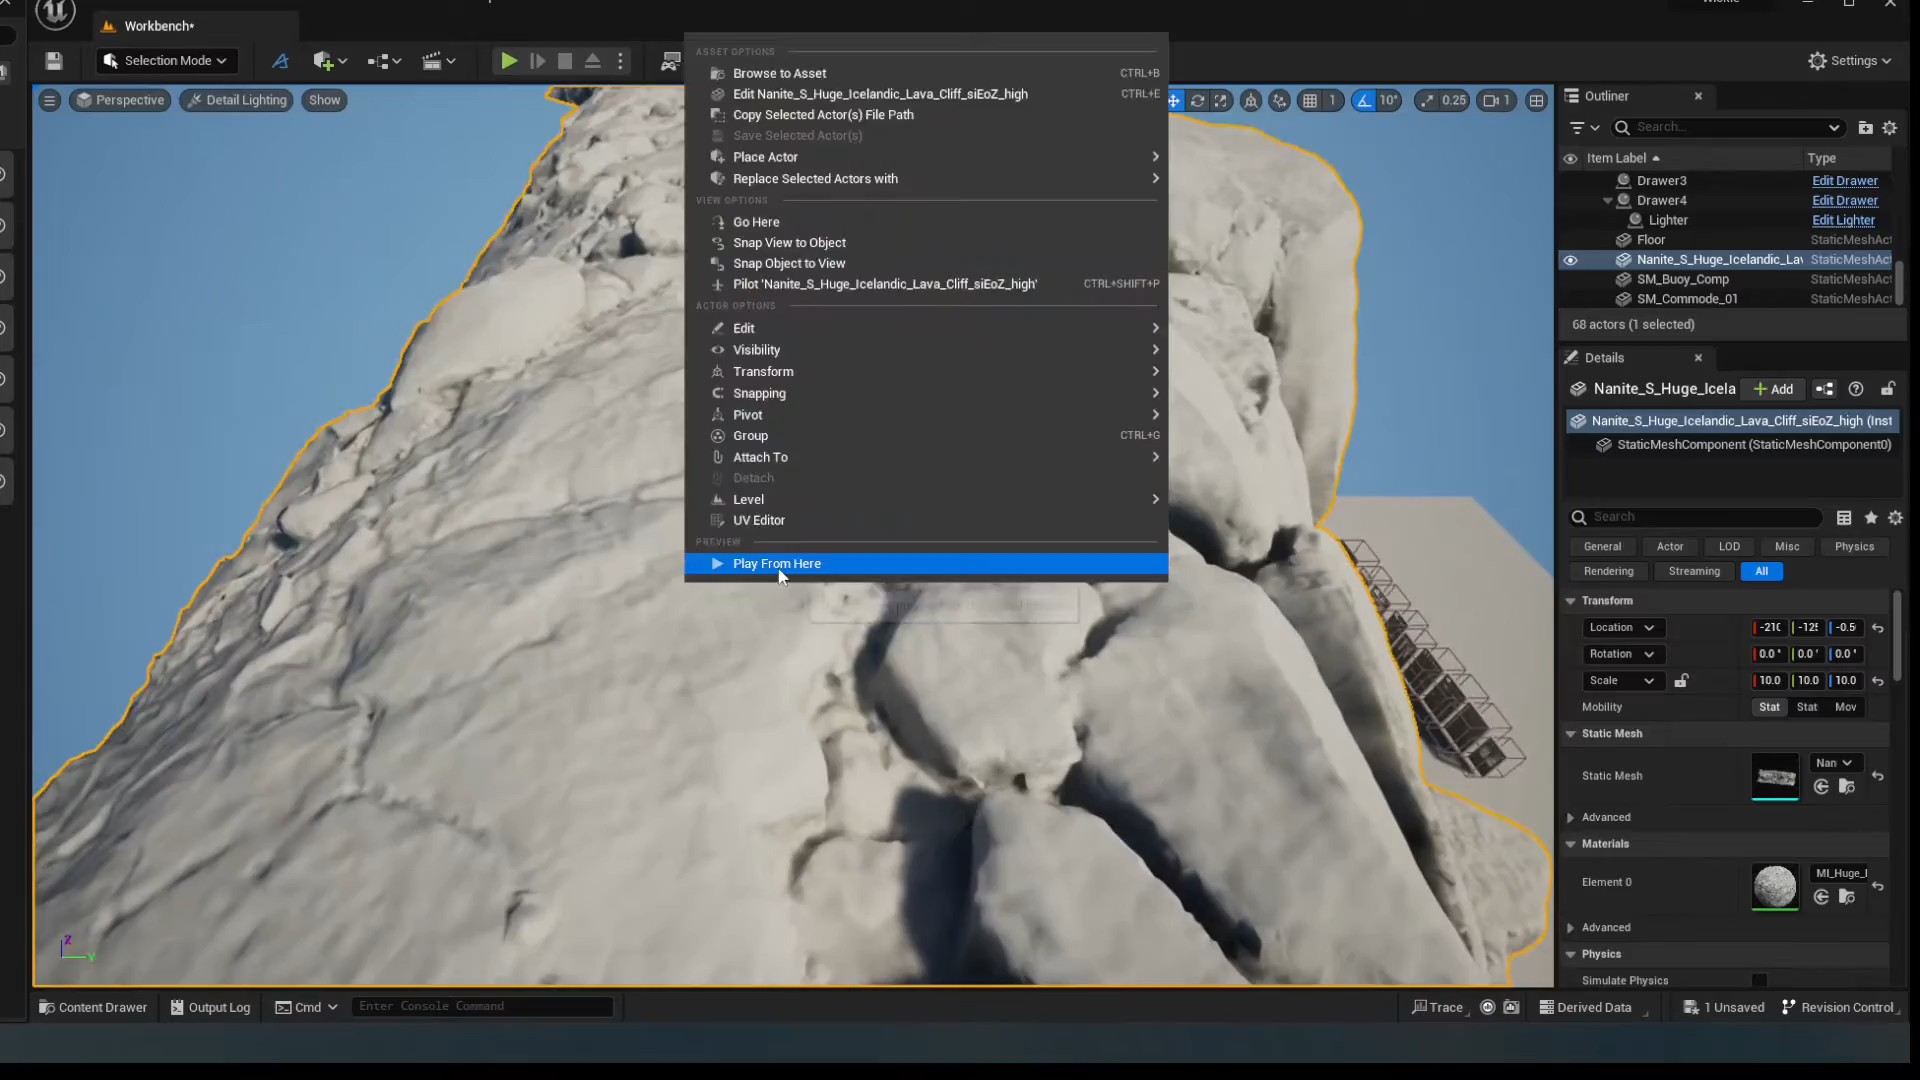 Workbench*
Selection Mode
Settings
Perspective
Detail Lighting
Show
1
10°
0.25
1
ASSET OPTIONS
Browse to Asset CTRL+B
Edit Nanite_S_Huge_Icelandic_Lava_Cliff_siEoZ_high CTRL+E
Copy Selected Actor(s) File Path
Save Selected Actor(s)
Place Actor
Replace Selected Actors with
VIEW OPTIONS
Go Here
Snap View to Object
Snap Object to View
Pilot 'Nanite_S_Huge_Icelandic_Lava_Cliff_siEoZ_high' CTRL+SHIFT+P
ACTOR OPTIONS
Edit
Visibility
Transform
Snapping
Pivot
Group CTRL+G
Attach To
Detach
Level
UV Editor
PREVIEW
Play From Here
Z
Y
Outliner
Search...
Item Label Type
Drawer3 Edit Drawer
Drawer4 Edit Drawer
Lighter Edit Lighter
Floor StaticMeshAct
Nanite_S_Huge_Icelandic_Lav StaticMeshAct
SM_Buoy_Comp StaticMeshAct
SM_Commode_01 StaticMeshAct
68 actors (1 selected)
Details
Nanite_S_Huge_Icela
Add
Nanite_S_Huge_Icelandic_Lava_Cliff_siEoZ_high (Inst
StaticMeshComponent (StaticMeshComponent0)
Search
General Actor LOD Misc Physics
Rendering Streaming All
Transform
Location -210 -125 -0.5
Rotation 0.0° 0.0° 0.0°
Scale 10.0 10.0 10.0
Mobility Stat Stat Mov
Static Mesh
Static Mesh Nan
Advanced
Materials
Element 0 MI_Huge_I
Advanced
Physics
Simulate Physics
Content Drawer
Output Log
Cmd
Enter Console Command
Trace
Derived Data
1 Unsaved
Revision Control